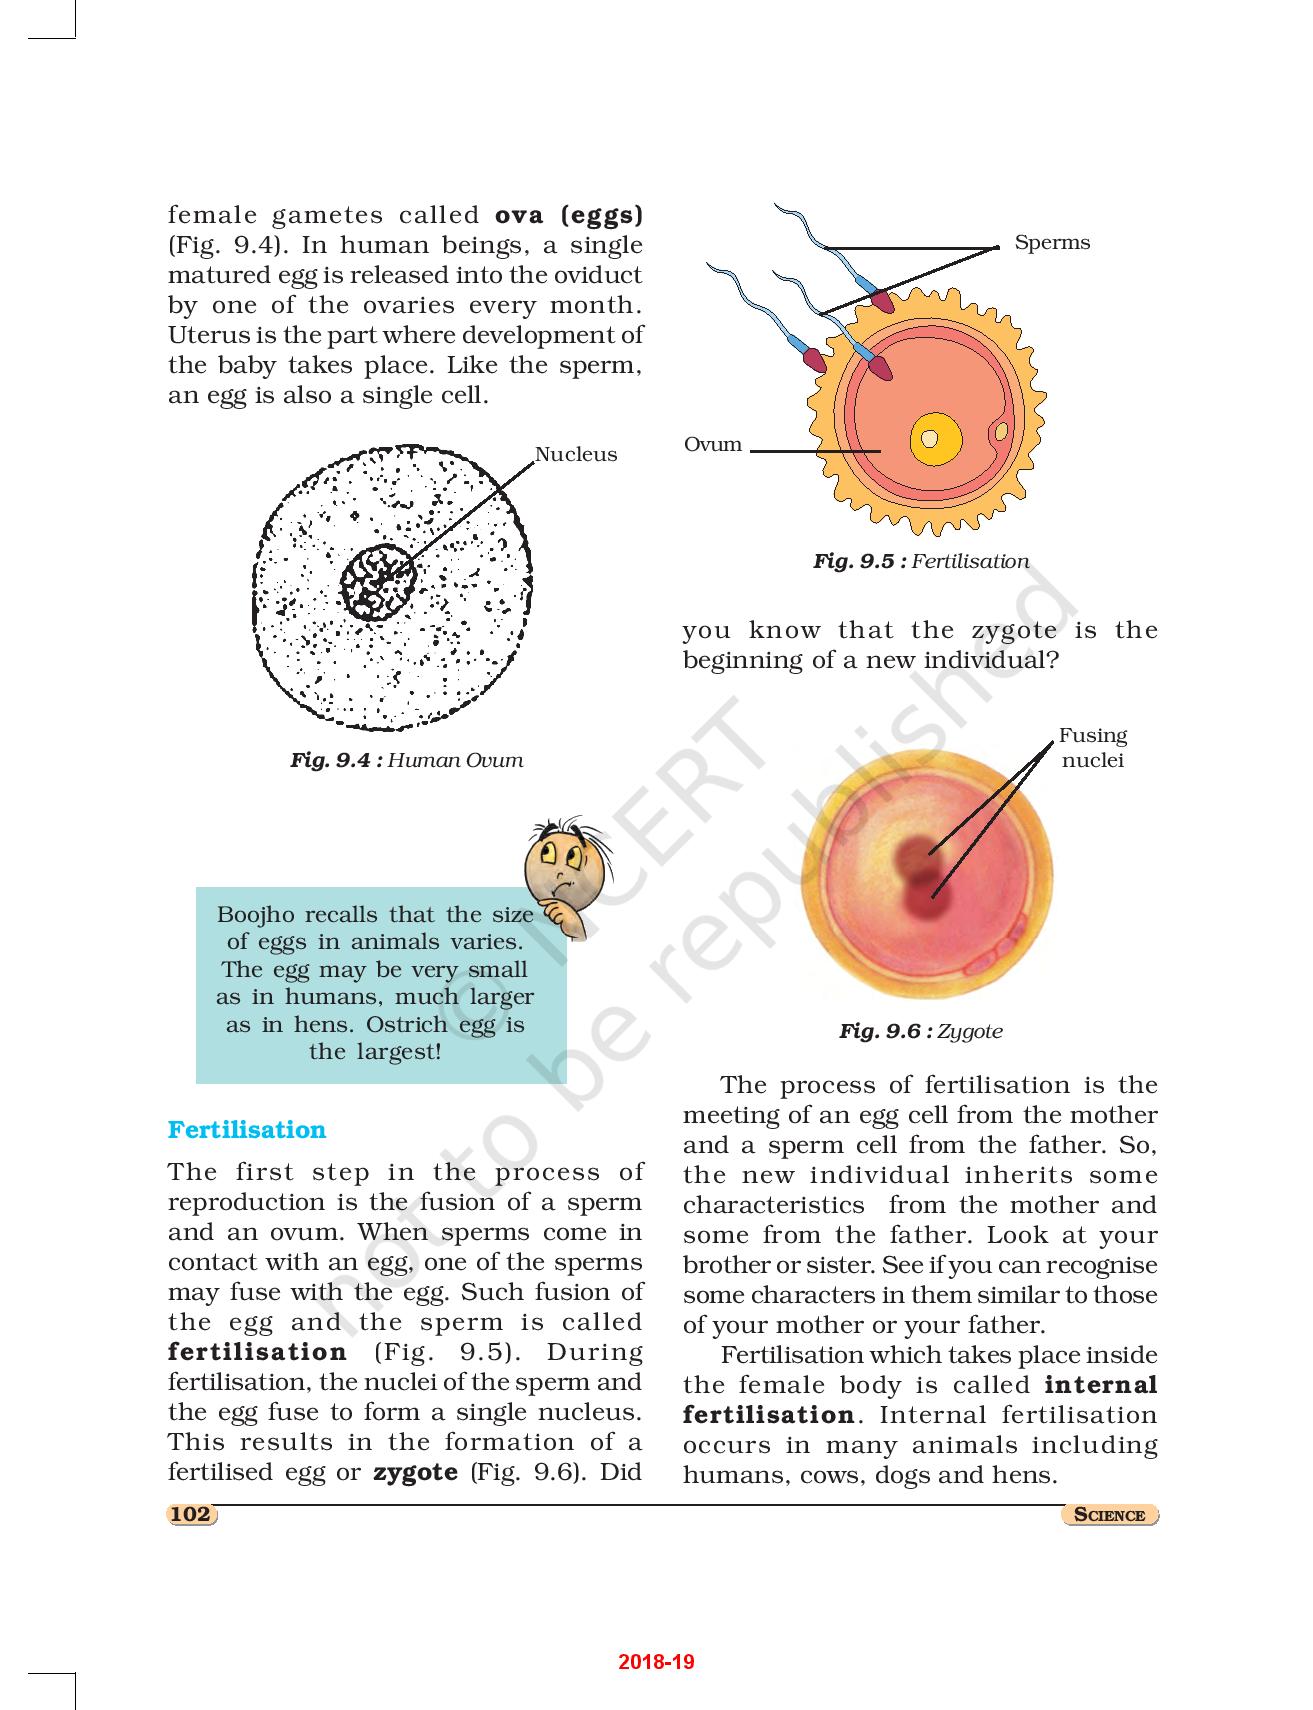 female gametes called ova (eggs)
(Fig. 9.4). In human beings, a single
matured egg is released into the oviduct
by one of the ovaries every month.
Uterus is the part where development of
the baby takes place. Like the sperm,
an egg is also a single cell.
Nucleus
Fig. 9.4 : Human Ovum
Boojho recalls that the size
of eggs in animals varies.
The egg may be very small
as in humans, much larger
as in hens. Ostrich egg is
the largest!
Fertilisation
The first step in the process of
reproduction is the fusion of a sperm
and an ovum. When sperms come in
contact with an egg, one of the sperms
may fuse with the egg. Such fusion of
the egg and the sperm is called
fertilisation (Fig. 9.5). During
fertilisation, the nuclei of the sperm and
the egg fuse to form a single nucleus.
This results in the formation of a
fertilised egg or zygote (Fig. 9.6). Did
Sperms
Ovum
Fig. 9.5 : Fertilisation
you know that the zygote is the
beginning of a new individual?
Fusing
nuclei
Fig. 9.6 : Zygote
The process of fertilisation is the
meeting of an egg cell from the mother
and a sperm cell from the father. So,
the new individual inherits some
characteristics from the mother and
some from the father. Look at your
brother or sister. See if you can recognise
some characters in them similar to those
of your mother or your father.
Fertilisation which takes place inside
the female body is called internal
fertilisation. Internal fertilisation
occurs in many animals including
humans, cows, dogs and hens.
© NCERT
not to be republished
102
SCIENCE
2018-19